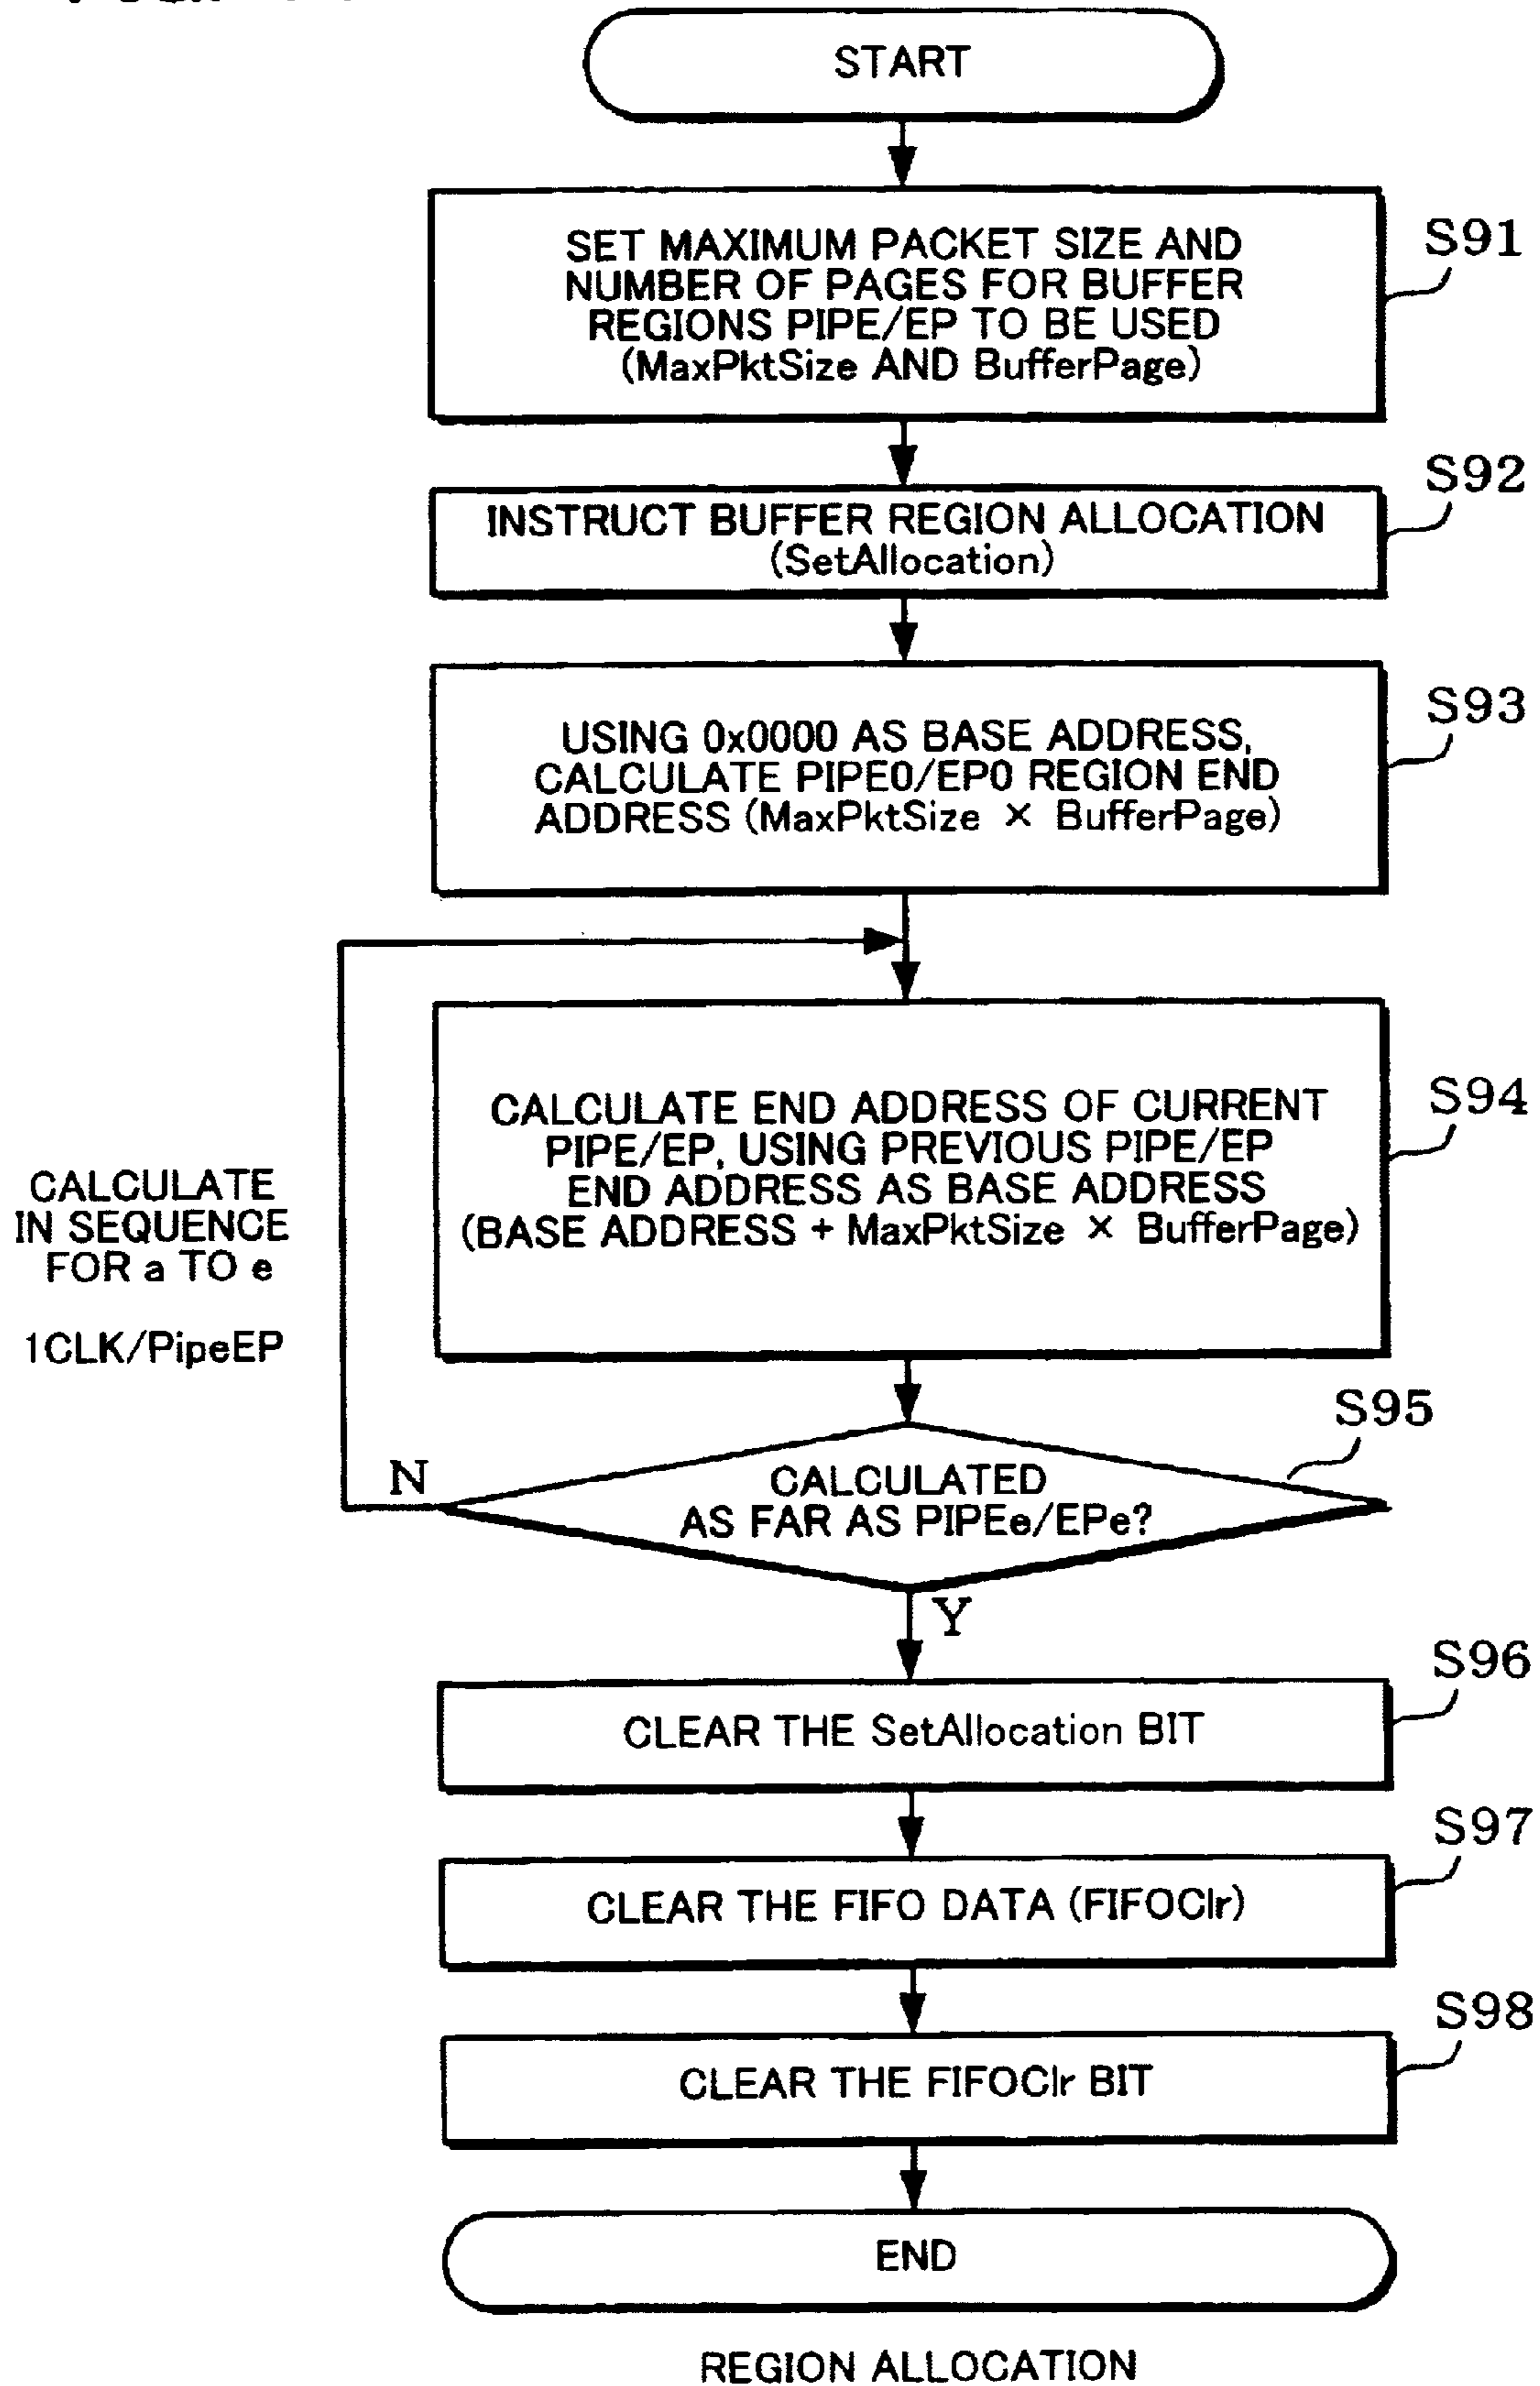 START
SET MAXIMUM PACKET SIZE AND
NUMBER OF PAGES FOR BUFFER
REGIONS PIPE/EP TO BE USED
(MaxPktSize AND BufferPage)
S91
INSTRUCT BUFFER REGION ALLOCATION
(SetAllocation)
S92
USING 0x0000 AS BASE ADDRESS,
CALCULATE PIPE0/EP0 REGION END
ADDRESS (MaxPktSize × BufferPage)
S93
CALCULATE END ADDRESS OF CURRENT
PIPE/EP, USING PREVIOUS PIPE/EP
END ADDRESS AS BASE ADDRESS
(BASE ADDRESS + MaxPktSize × BufferPage)
S94
CALCULATE
IN SEQUENCE
FOR a TO e
1CLK/PipeEP
S95
N
CALCULATED
AS FAR AS PIPEe/EPe?
Y
S96
CLEAR THE SetAllocation BIT
S97
CLEAR THE FIFO DATA (FIFOClr)
S98
CLEAR THE FIFOClr BIT
END
REGION ALLOCATION